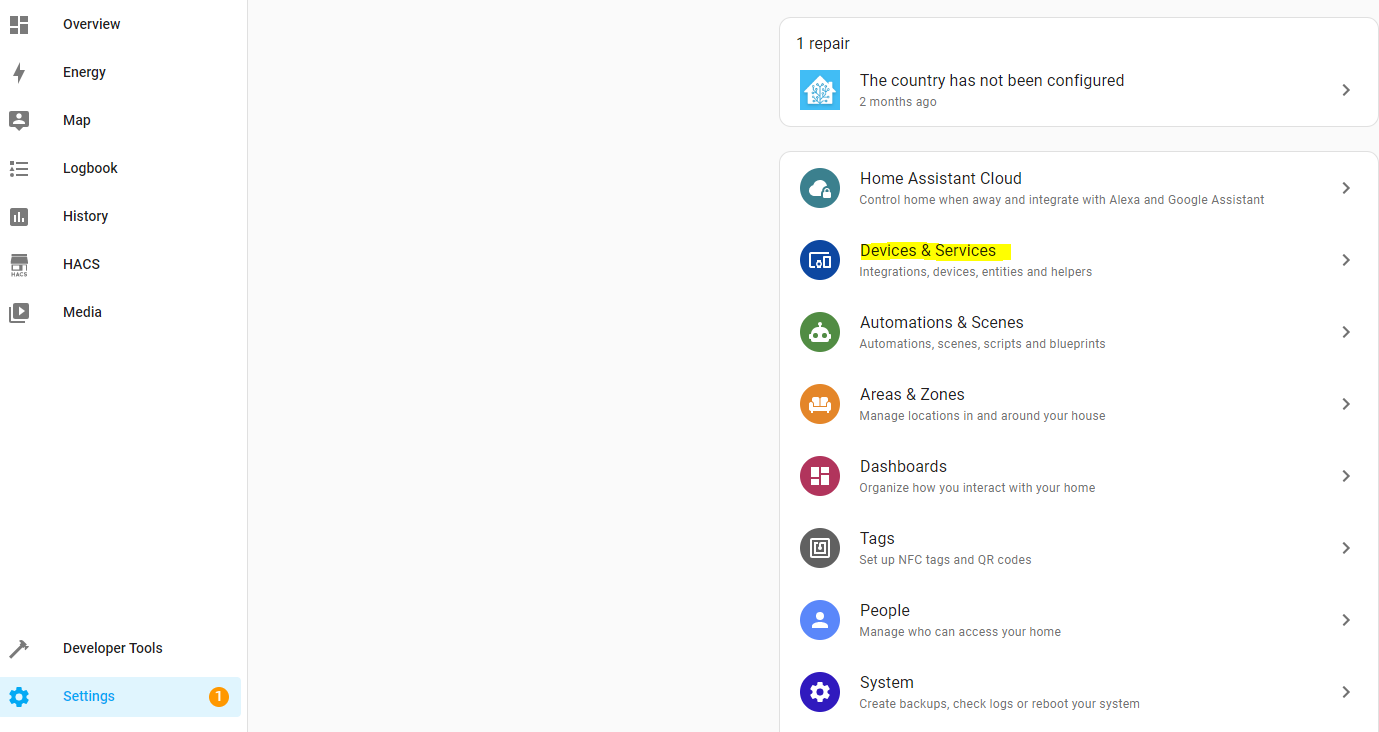 Overview
Energy
Map
Logbook
History
HACS
HACS
Media
Developer Tools
Settings
1
1 repair
The country has not been configured
2 months ago
Home Assistant Cloud
Control home when away and integrate with Alexa and Google Assistant
Devices & Services
Integrations, devices, entities and helpers
Automations & Scenes
Automations, scenes, scripts and blueprints
Areas & Zones
Manage locations in and around your house
Dashboards
Organize how you interact with your home
Tags
Set up NFC tags and QR codes
People
Manage who can access your home
System
Create backups, check logs or reboot your system